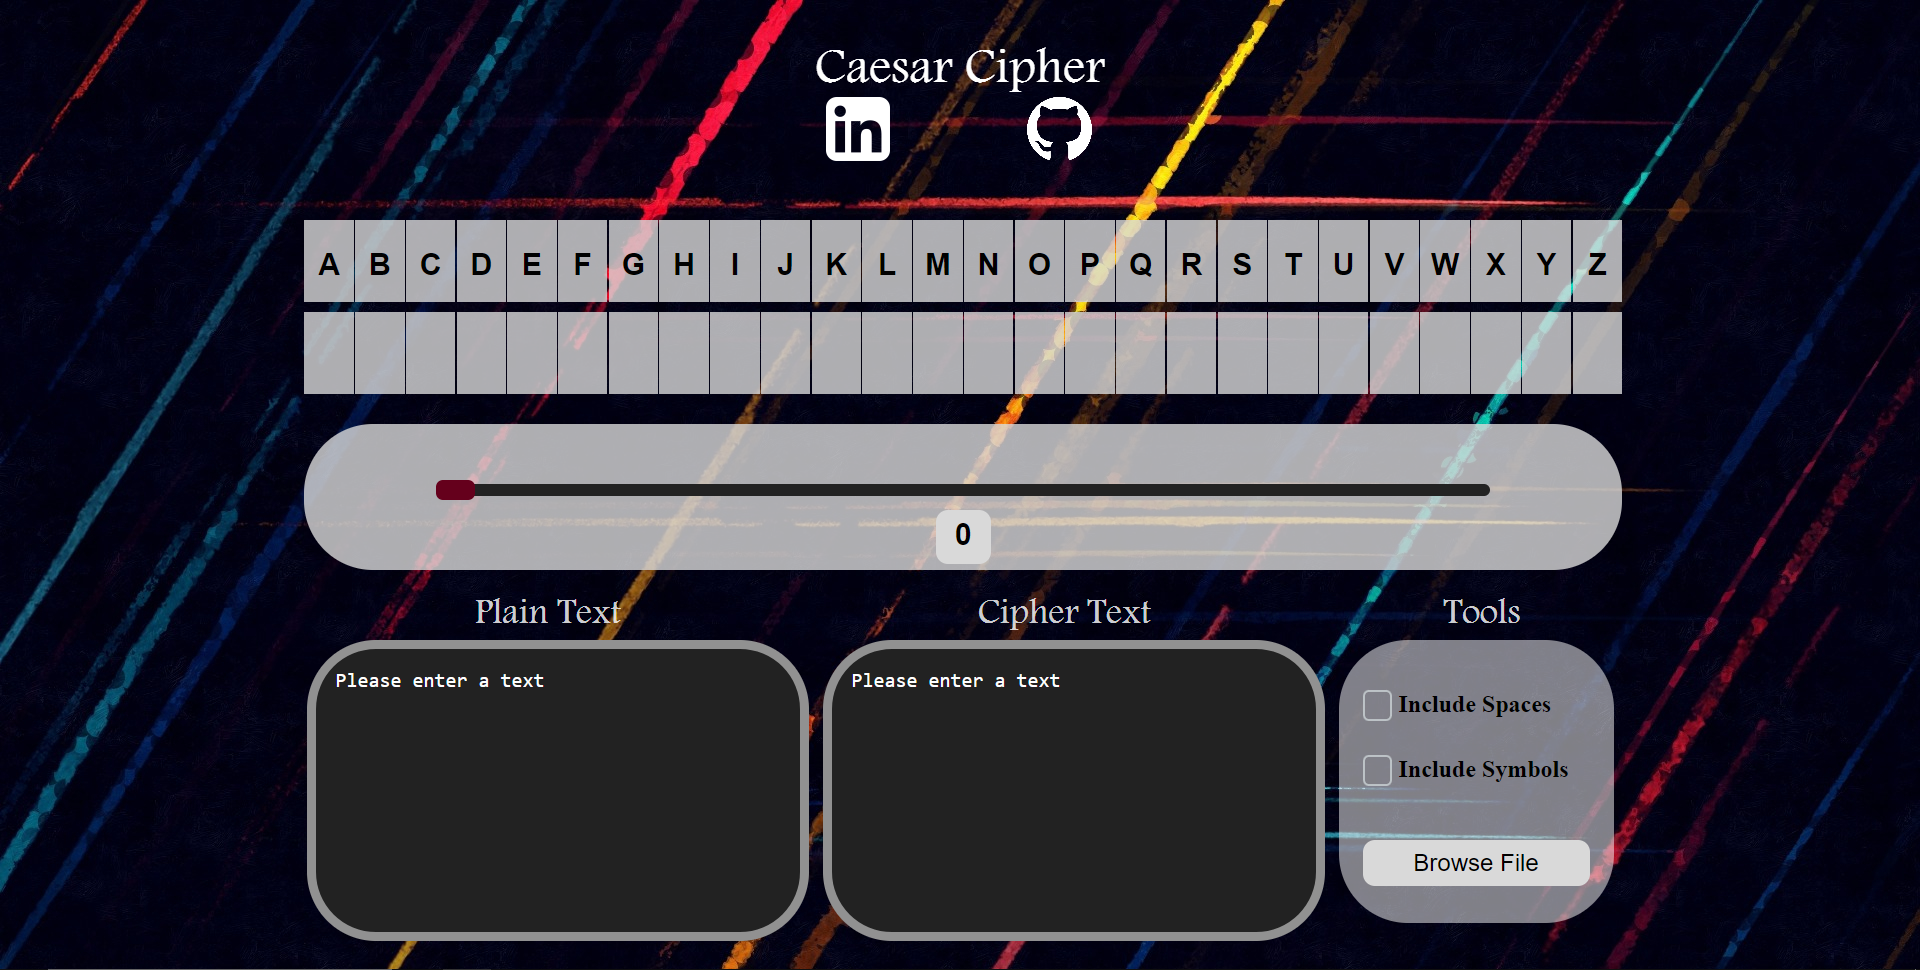 Caesar Cipher
in
A B C D E F G H I J K L M N O P Q R S T U V W X Y Z
0
Plain Text Cipher Text Tools
Please enter a text Please enter a text
Include Spaces
Include Symbols
Browse File